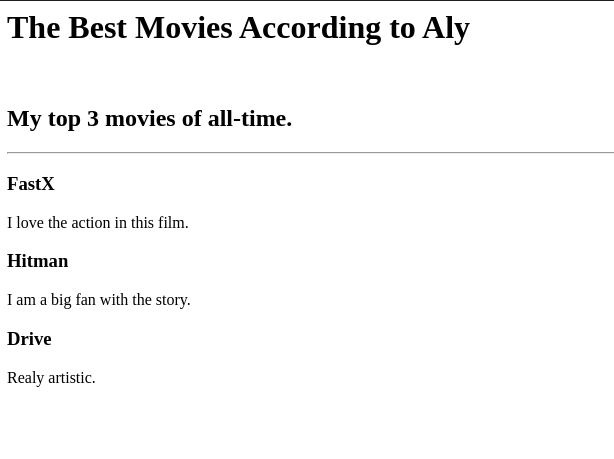 The Best Movies According to Aly
My top 3 movies of all-time.
FastX
I love the action in this film.
Hitman
I am a big fan with the story.
Drive
Realy artistic.